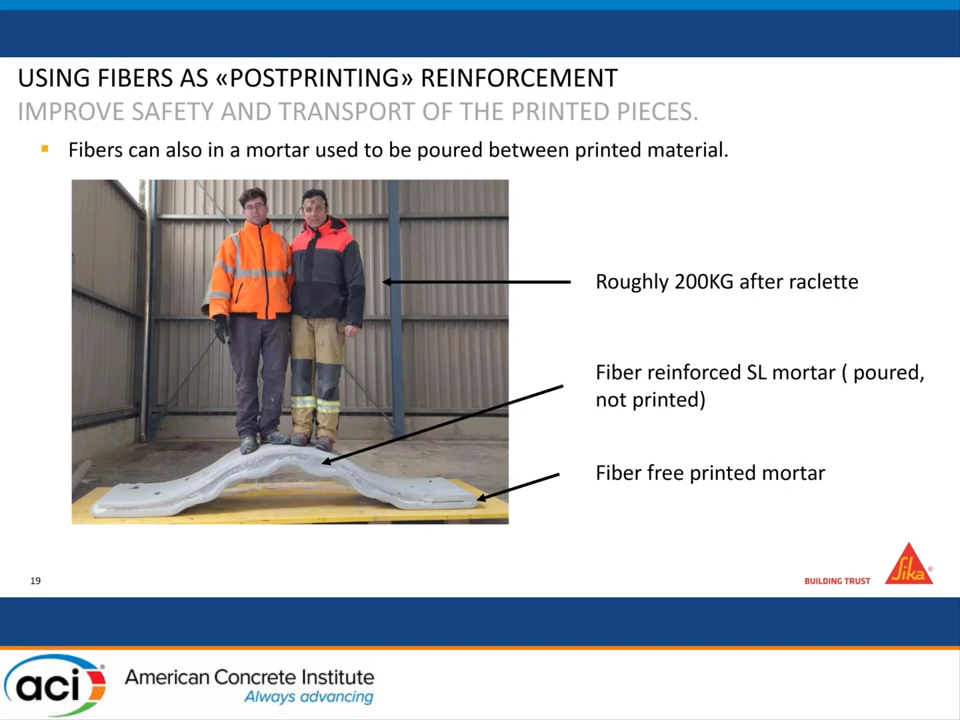 USING FIBERS AS «POSTPRINTING» REINFORCEMENT
IMPROVE SAFETY AND TRANSPORT OF THE PRINTED PIECES.
▪ Fibers can also in a mortar used to be poured between printed material.
Roughly 200KG after raclette
Fiber reinforced SL mortar ( poured,
not printed)
Fiber free printed mortar
19
BUILDING TRUST
Sika®
aci®
American Concrete Institute
Always advancing